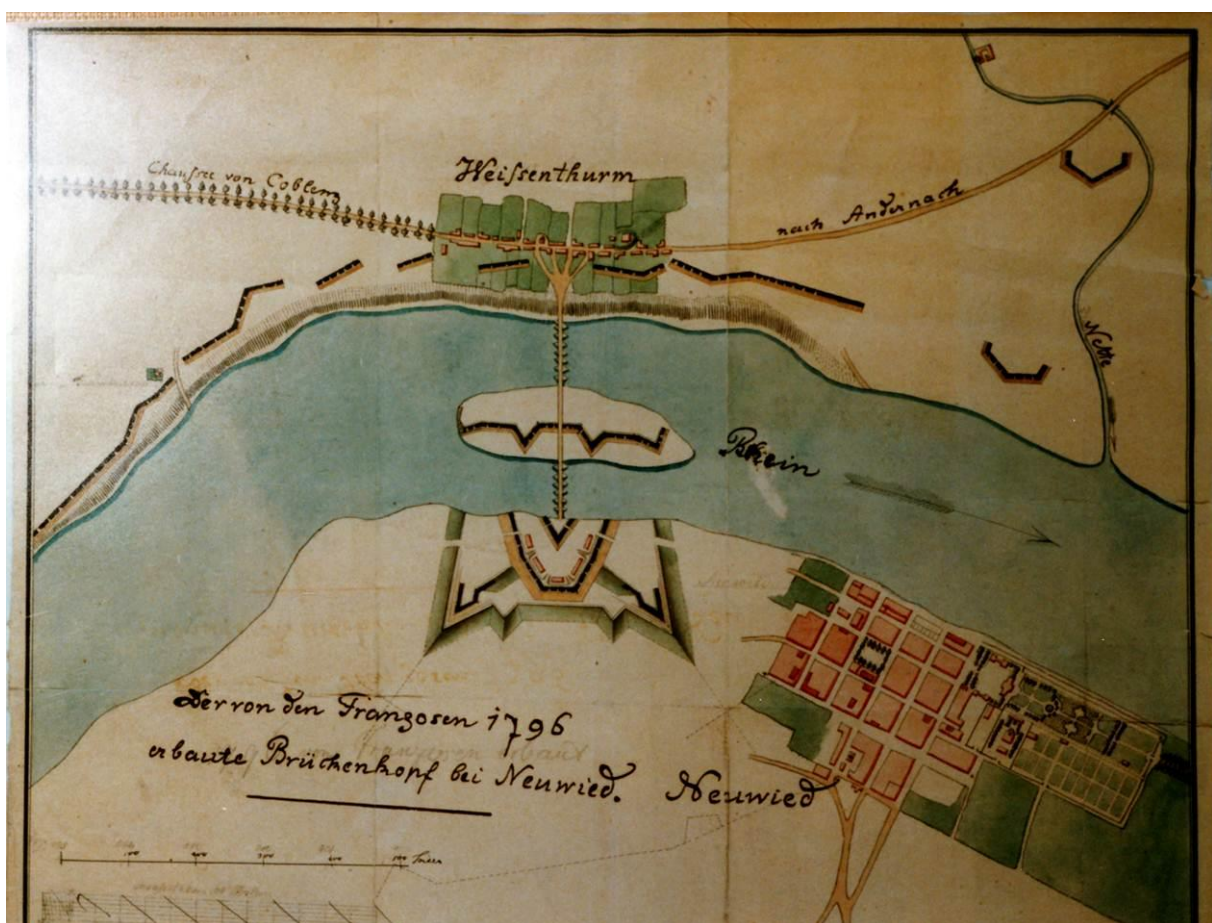 Chaussee von Coblenz
Weissenthurm
nach Andernach
Nette
Rhein
Der von den Franzosen 1796
erbaute Brückenkopf bei Neuwied.
Neuwied